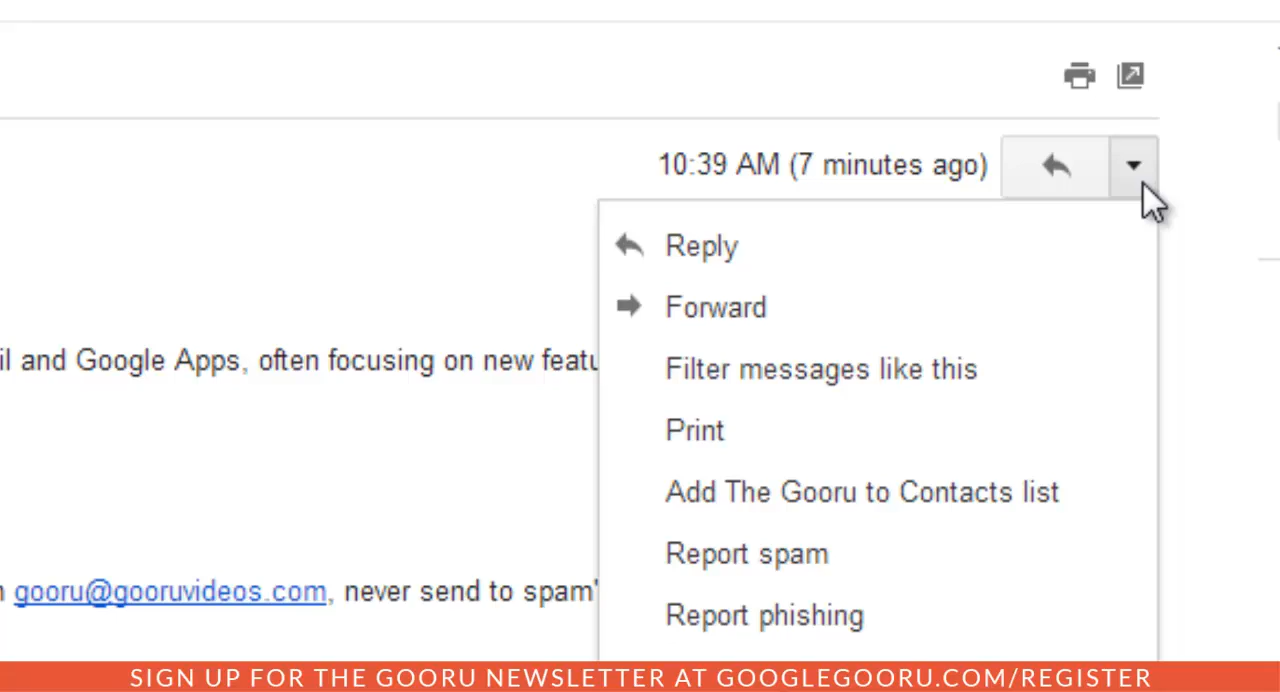 10:39 AM (7 minutes ago)
Reply
Forward
il and Google Apps, often focusing on new featu
Filter messages like this
Print
Add The Gooru to Contacts list
Report spam
gooru@gooruvideos.com, never send to spam'
Report phishing
SIGN UP FOR THE GOORU NEWSLETTER AT GOOGLEGOORU.COM/REGISTER